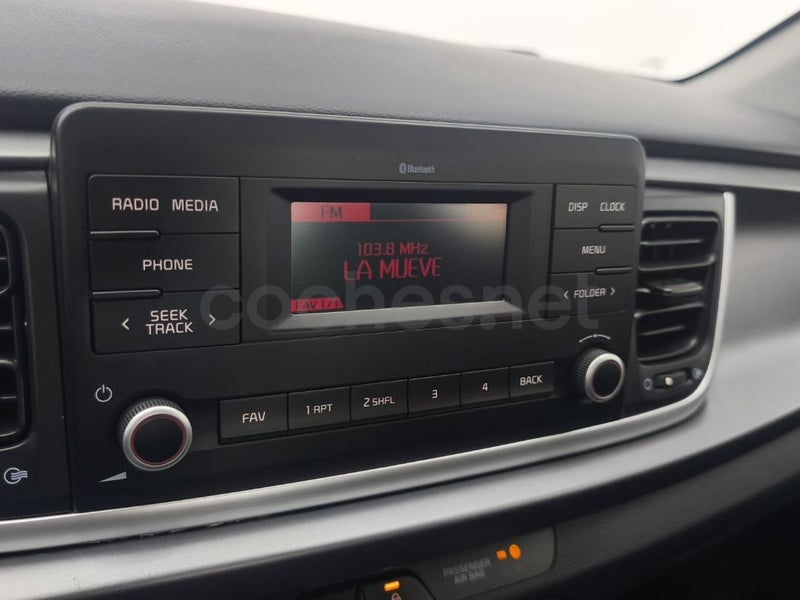 Bluetooth
RADIO MEDIA
DISP CLOCK
FM
103.8 MHz
LA MUEVE
FAV 1/3
PHONE
MENU
< SEEK TRACK >
< FOLDER >
coches.net
FAV
1 RPT
2 SHFL
3
4
BACK
PASSENGER
AIR BAG